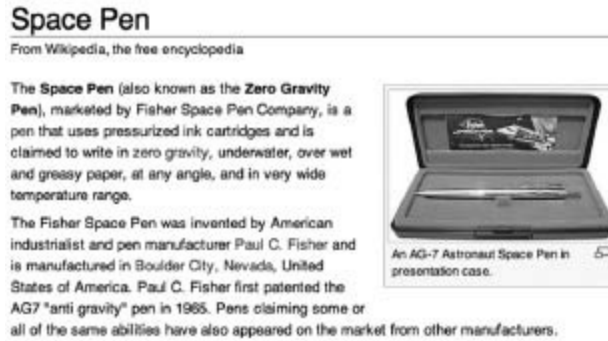 Space Pen
From Wikipedia, the free encyclopedia
The Space Pen (also known as the Zero Gravity
Pen), marketed by Fisher Space Pen Company, is a
pen that uses pressurized ink cartridges and is
claimed to write in zero gravity, underwater, over wet
and greasy paper, at any angle, and in very wide
temperature range.
The Fisher Space Pen was invented by American
industrialist and pen manufacturer Paul C. Fisher and
is manufactured in Boulder City, Nevada, United
States of America. Paul C. Fisher first patented the
AG7 "anti gravity" pen in 1965. Pens claiming some or
all of the same abilities have also appeared on the market from other manufacturers.
An AG-7 Astronaut Space Pen in
presentation case.